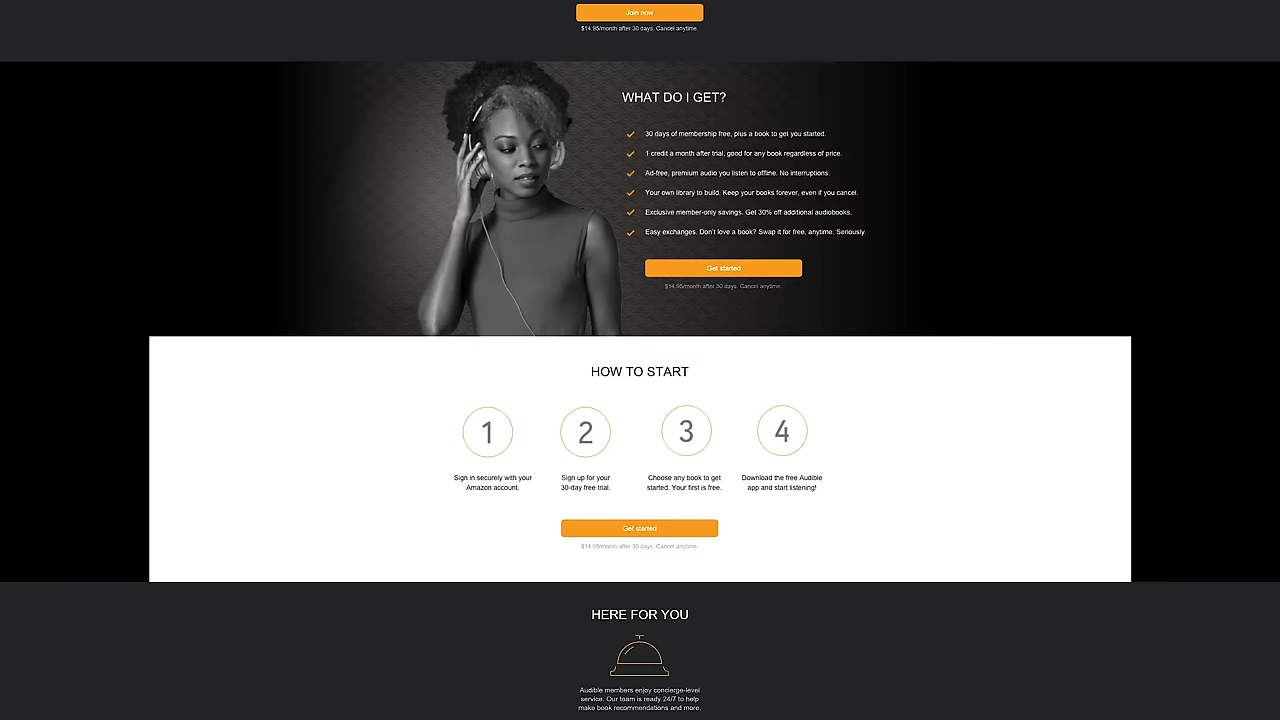 Join now
$14.95/month after 30 days. Cancel anytime.
WHAT DO I GET?
30 days of membership free, plus a book to get you started.
1 credit a month after trial, good for any book regardless of price.
Ad-free, premium audio you listen to offline. No interruptions.
Your own library to build. Keep your books forever, even if you cancel.
Exclusive member-only savings. Get 30% off additional audiobooks.
Easy exchanges. Don't love a book? Swap it for free, anytime. Seriously.
Get started
$14.95/month after 30 days. Cancel anytime.
HOW TO START
1
2
3
4
Sign in securely with your
Amazon account.
Sign up for your
30-day free trial.
Choose any book to get
started. Your first is free.
Download the free Audible
app and start listening!
Get started
$14.95/month after 30 days. Cancel anytime.
HERE FOR YOU
Audible members enjoy concierge-level
service. Our team is ready 24/7 to help
make book recommendations and more.